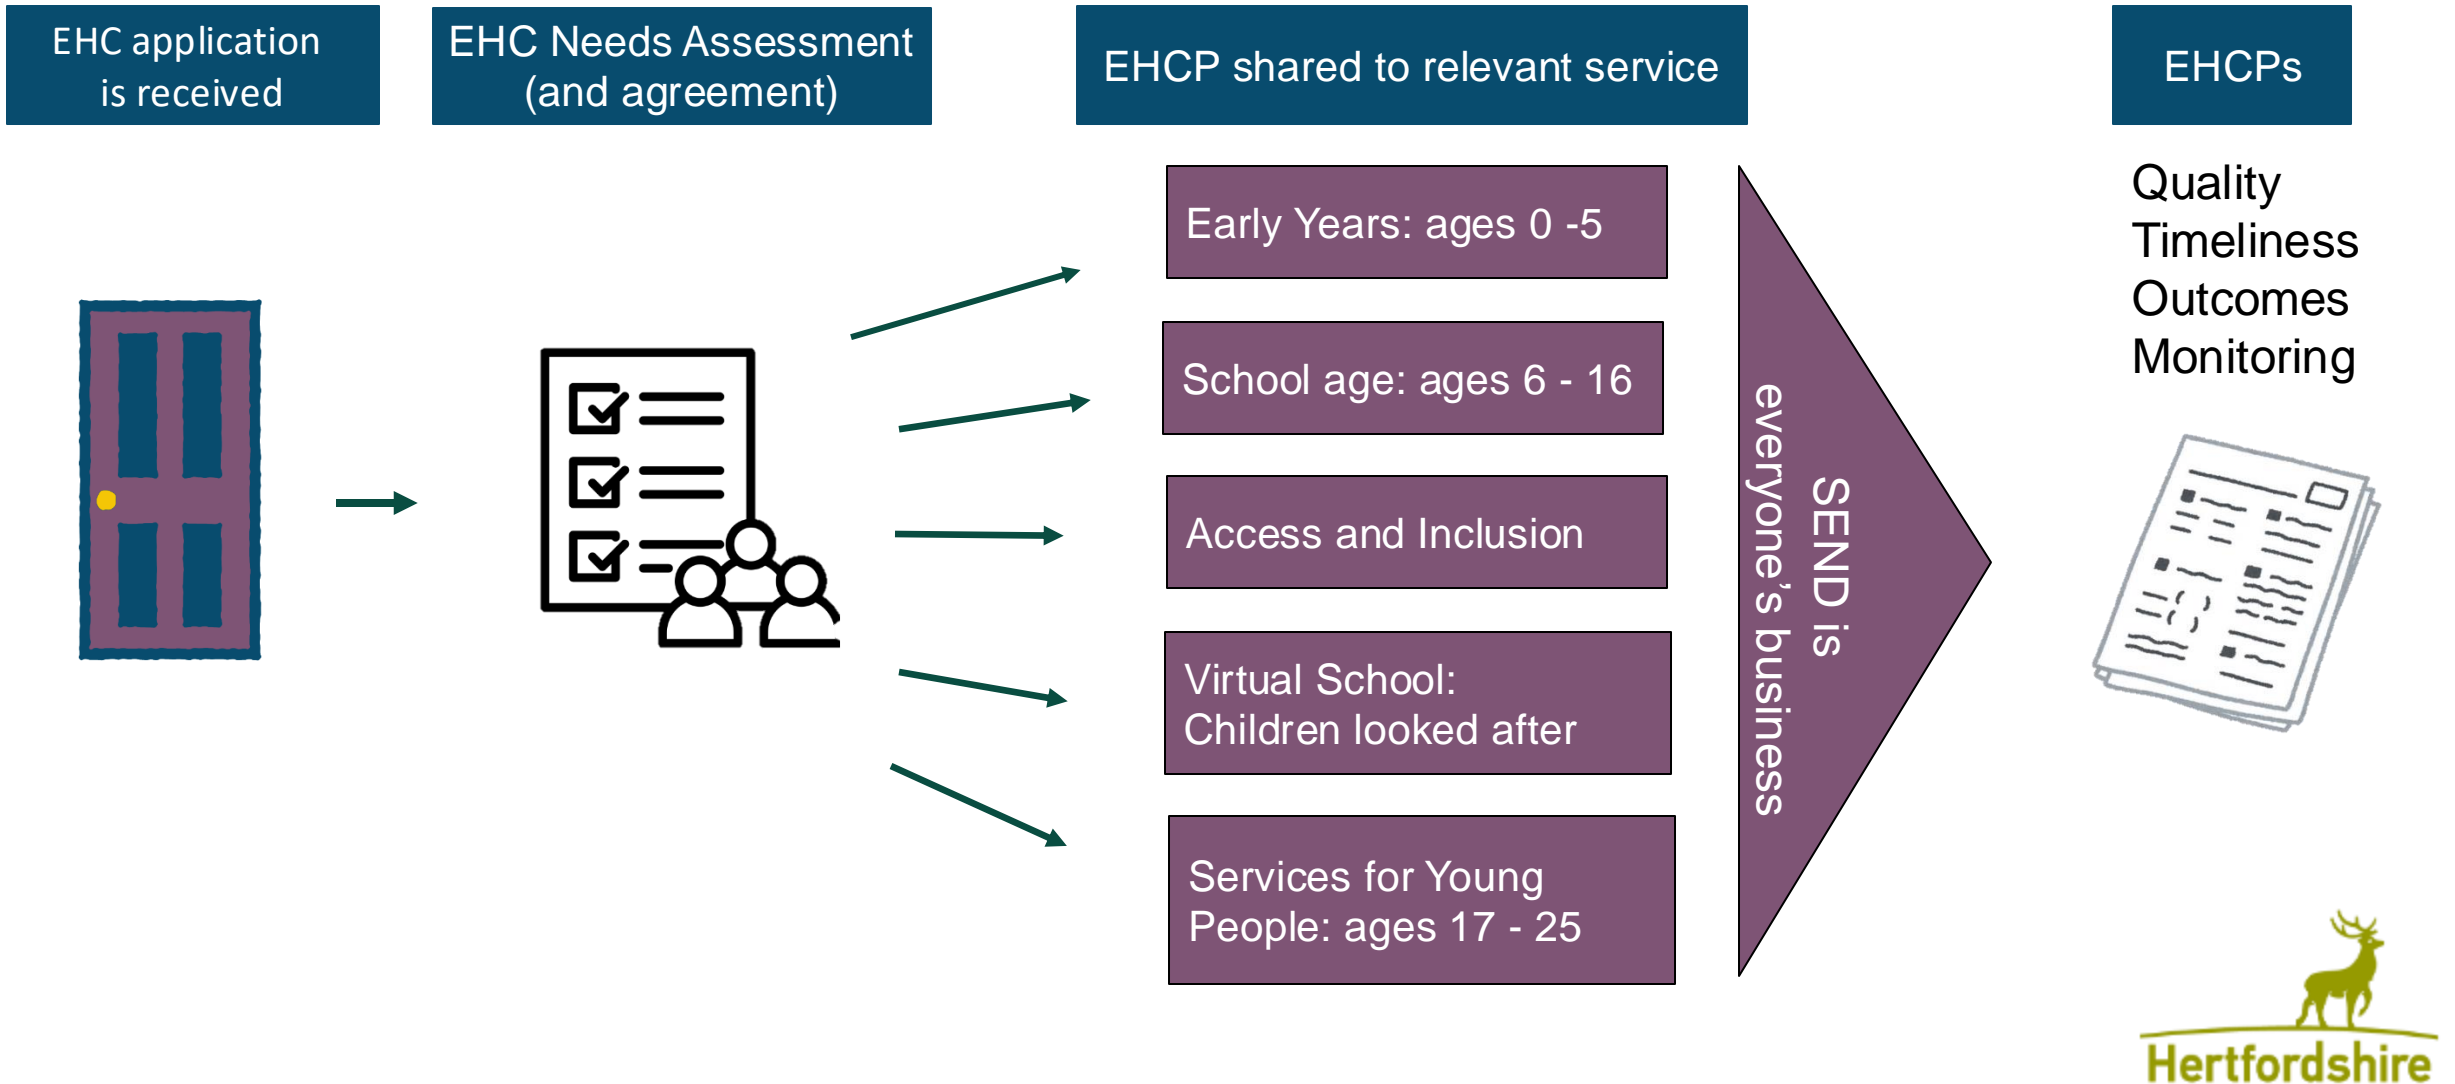 EHC application
is received
EHC Needs Assessment
(and agreement)
EHCP shared to relevant service
EHCPs
Early Years: ages 0 -5
School age: ages 6 - 16
Access and Inclusion
Virtual School:
Children looked after
Services for Young
People: ages 17 - 25
SEND is
everyone’s business
Quality
Timeliness
Outcomes
Monitoring
Hertfordshire